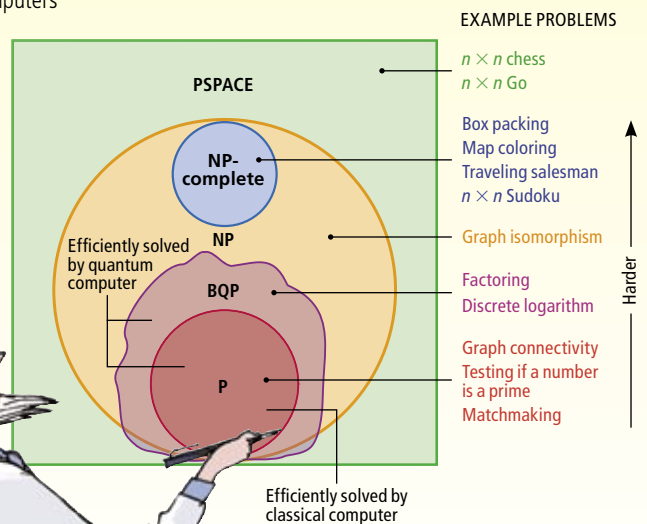 computers
EXAMPLE PROBLEMS
PSPACE
n × n chess
n × n Go
NP-
complete
Box packing
Map coloring
Traveling salesman
n × n Sudoku
NP
Graph isomorphism
Efficiently solved
by quantum
computer
BQP
Factoring
Discrete logarithm
P
Graph connectivity
Testing if a number
is a prime
Matchmaking
Harder
Efficiently solved by
classical computer